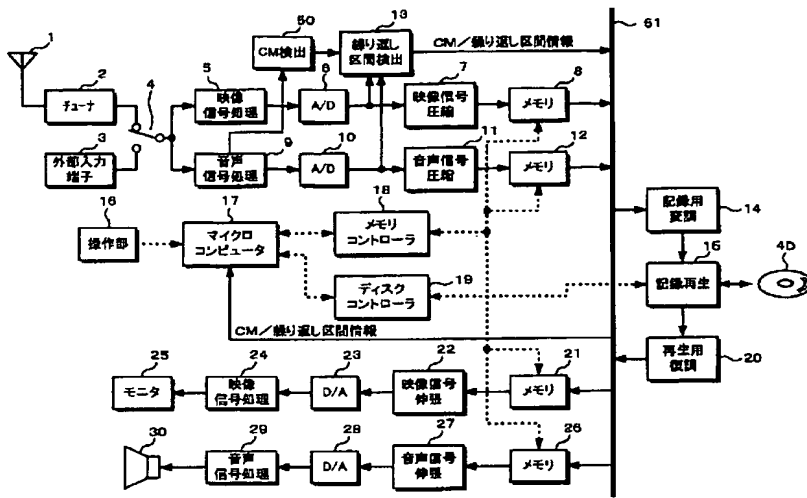 50
13
61
1
CM検出
繰り返し
区間検出
CM/繰り返し区間情報
2
4
5
6
7
8
チューナ
映像
信号処理
A/D
映像信号
圧縮
メモリ
3
9
10
11
12
外部入力
端子
音声
信号処理
A/D
音声信号
圧縮
メモリ
16
17
18
操作部
マイクロ
コンピュータ
メモリ
コントローラ
記録用
変調
14
16
40
記録再生
19
ディスク
コントローラ
CM/繰り返し区間情報
再生用
復調
20
25
24
23
22
21
モニタ
映像
信号処理
D/A
映像信号
伸張
メモリ
30
29
28
27
26
音声
信号処理
D/A
音声信号
伸張
メモリ